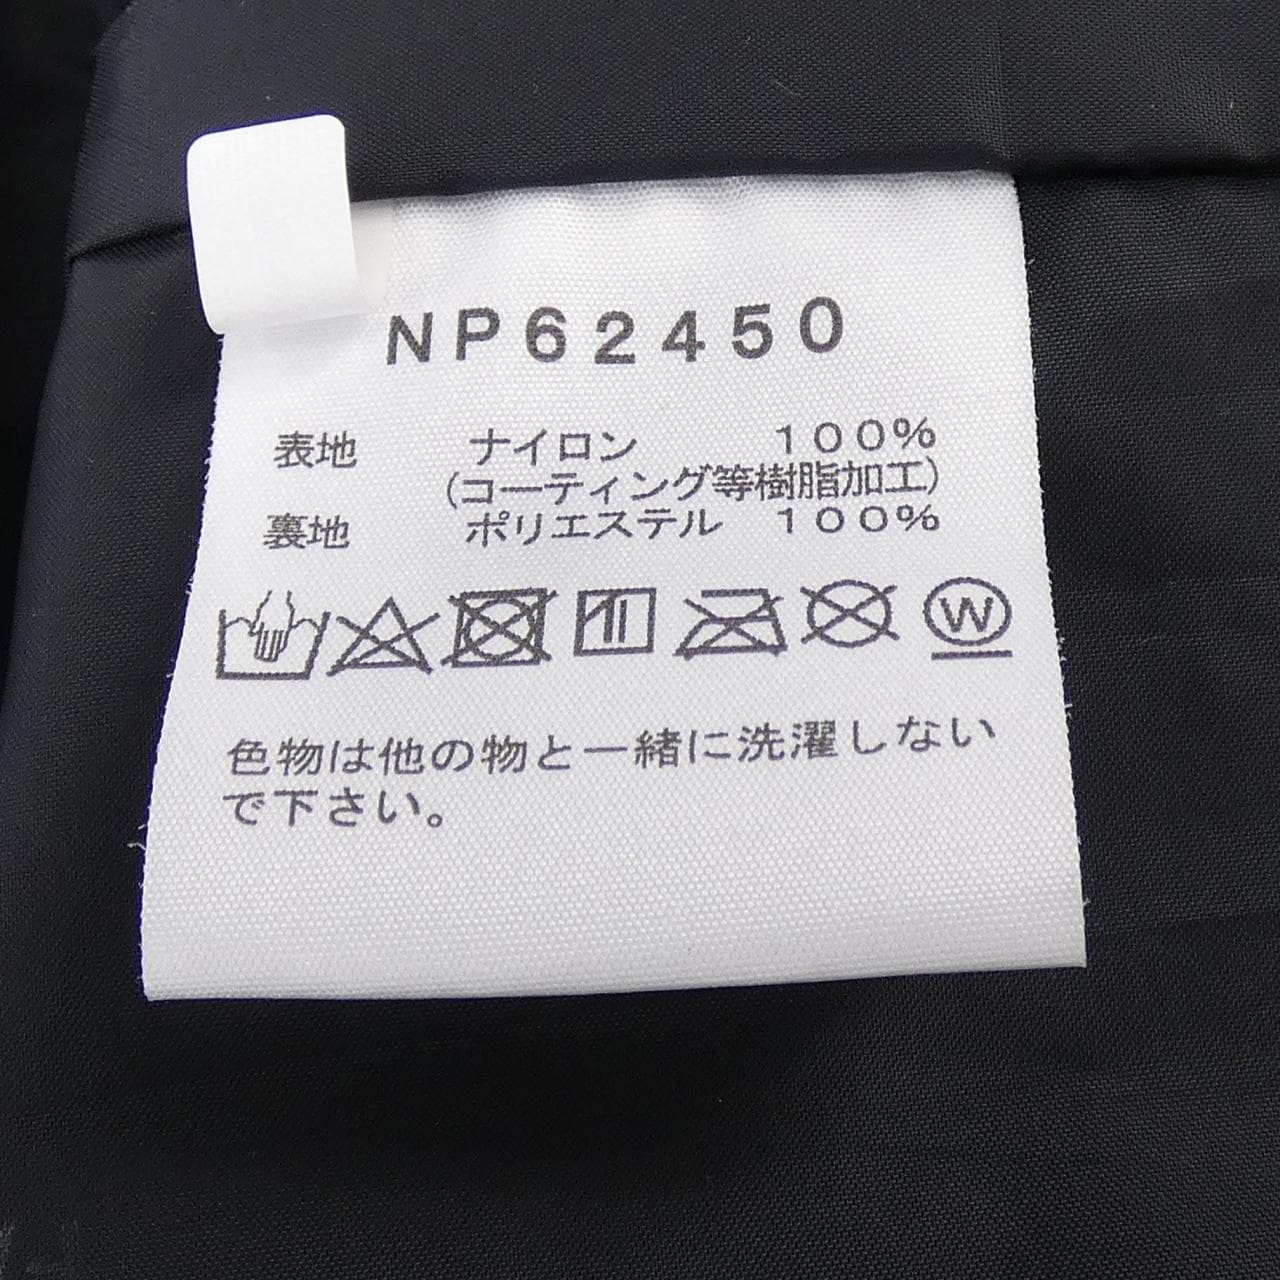 NP62450
表地 ナイロン 100%
(コーティング等樹脂加工)
裏地 ポリエステル 100%
W
色物は他の物と一緒に洗濯しない
で下さい。